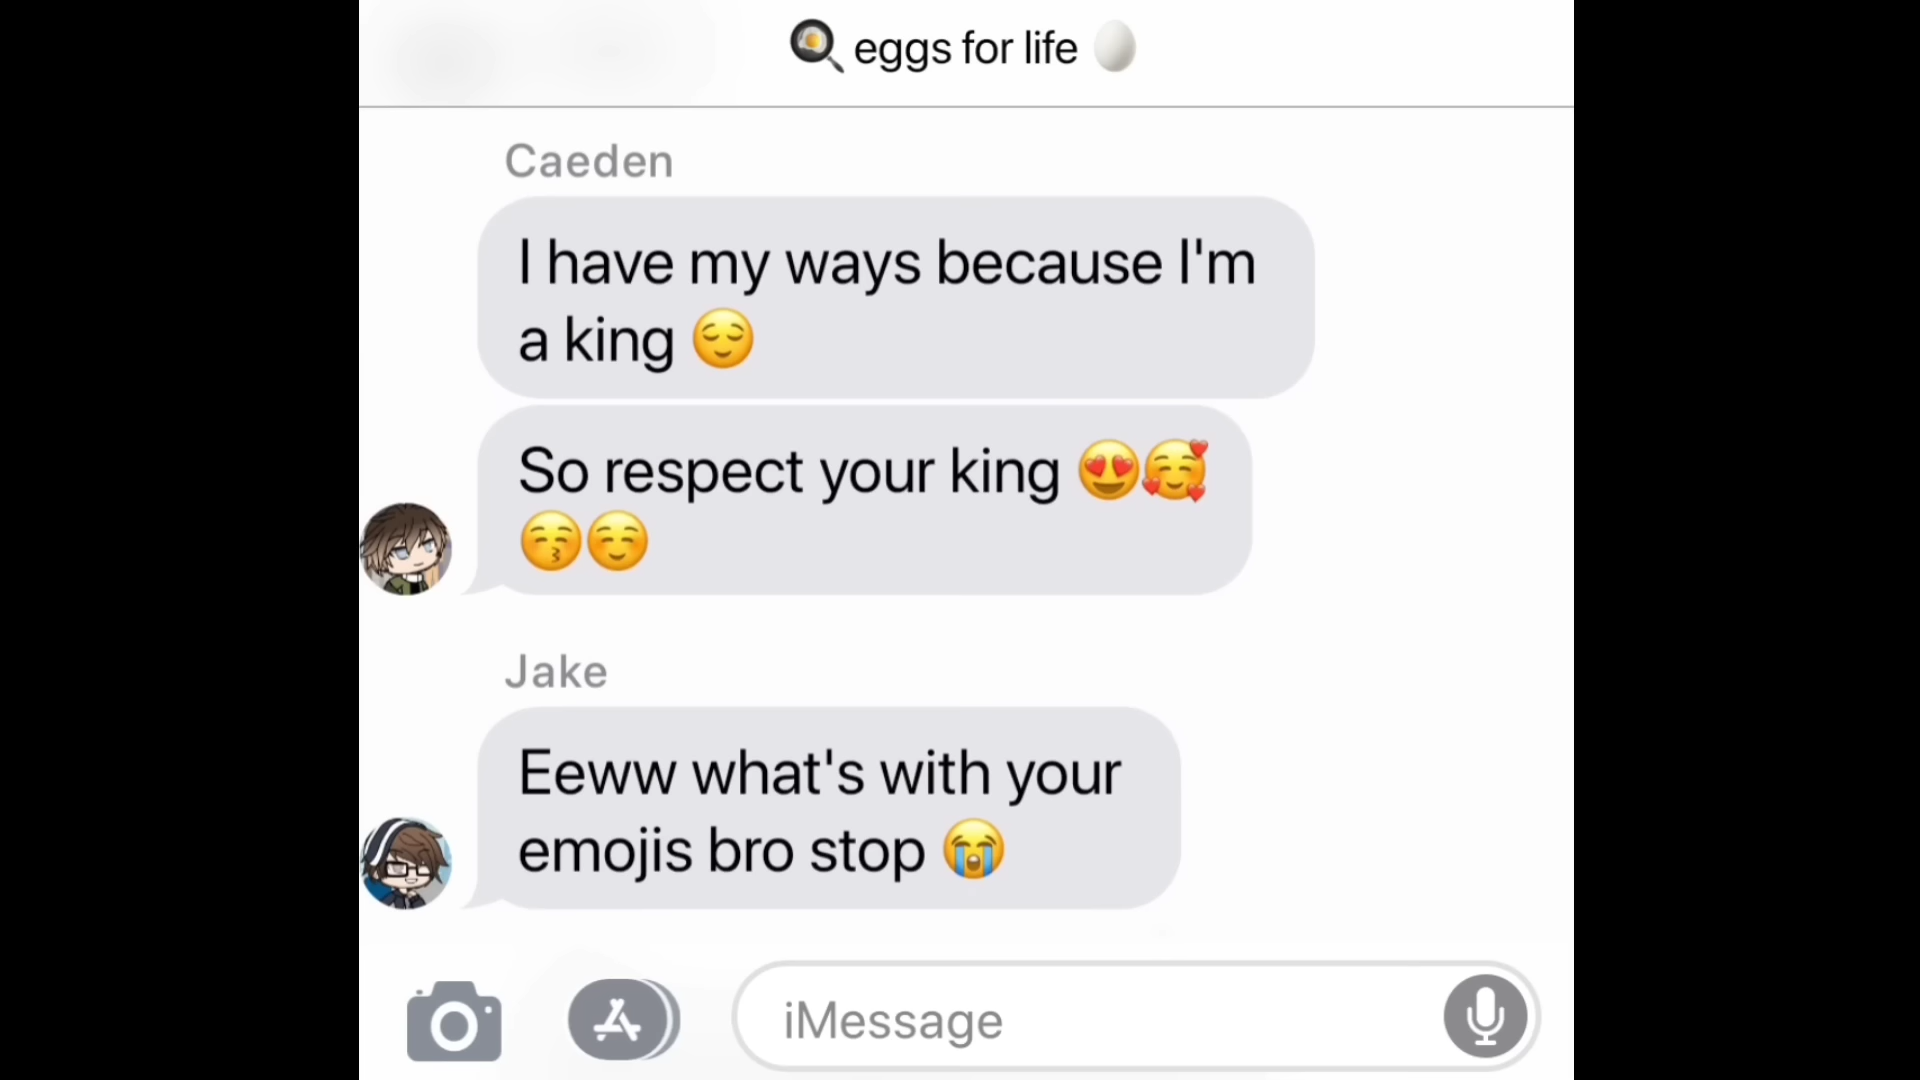 🍳 eggs for life 🥚
Caeden
I have my ways because I'm
a king 😌
So respect your king 😍🥰
😚☺️
Jake
Eeww what's with your
emojis bro stop 😭
iMessage